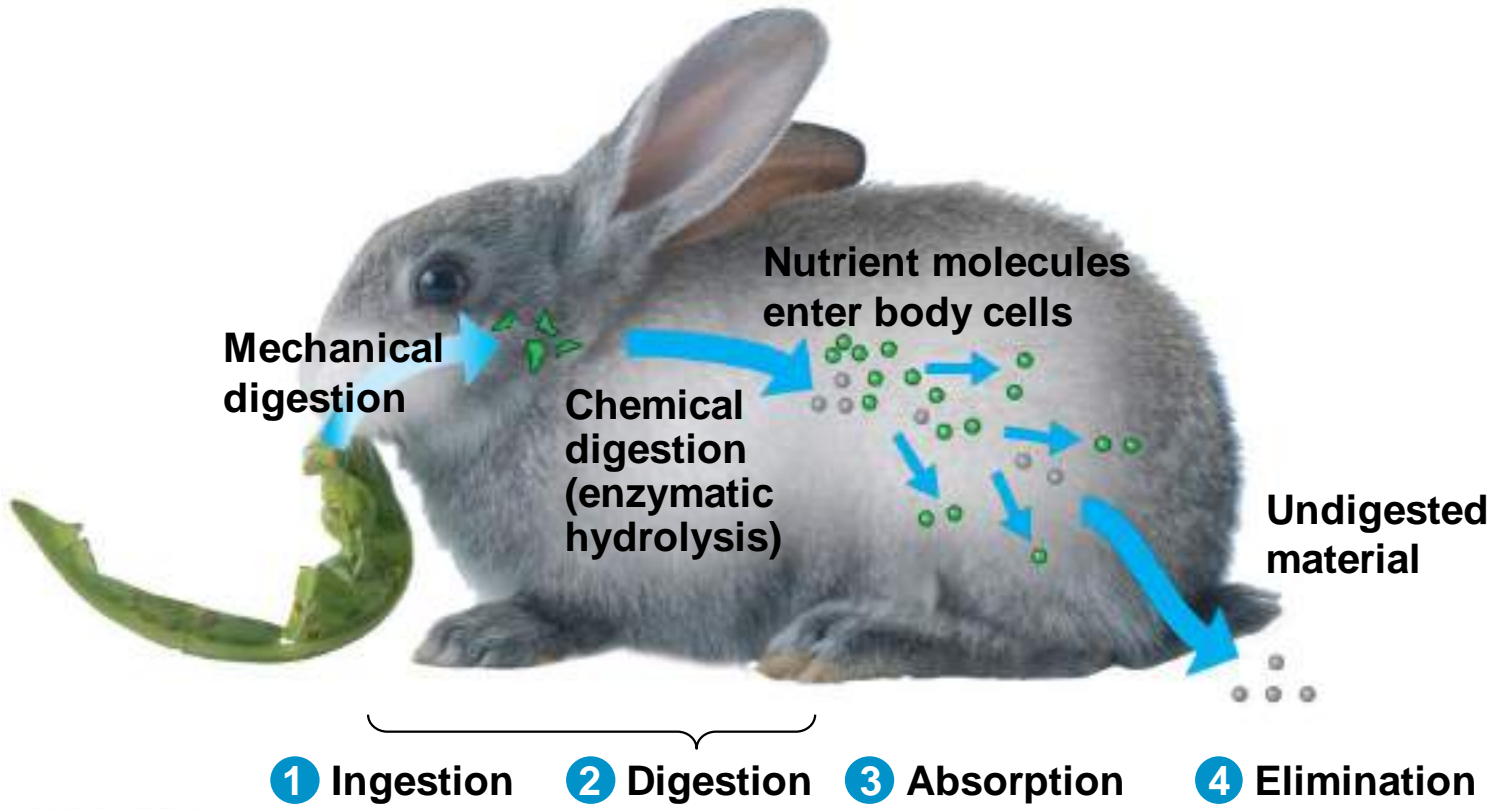 Nutrient molecules
enter body cells
Mechanical
digestion
Chemical
digestion
(enzymatic
hydrolysis)
Undigested
material
1 Ingestion
2 Digestion
3 Absorption
4 Elimination